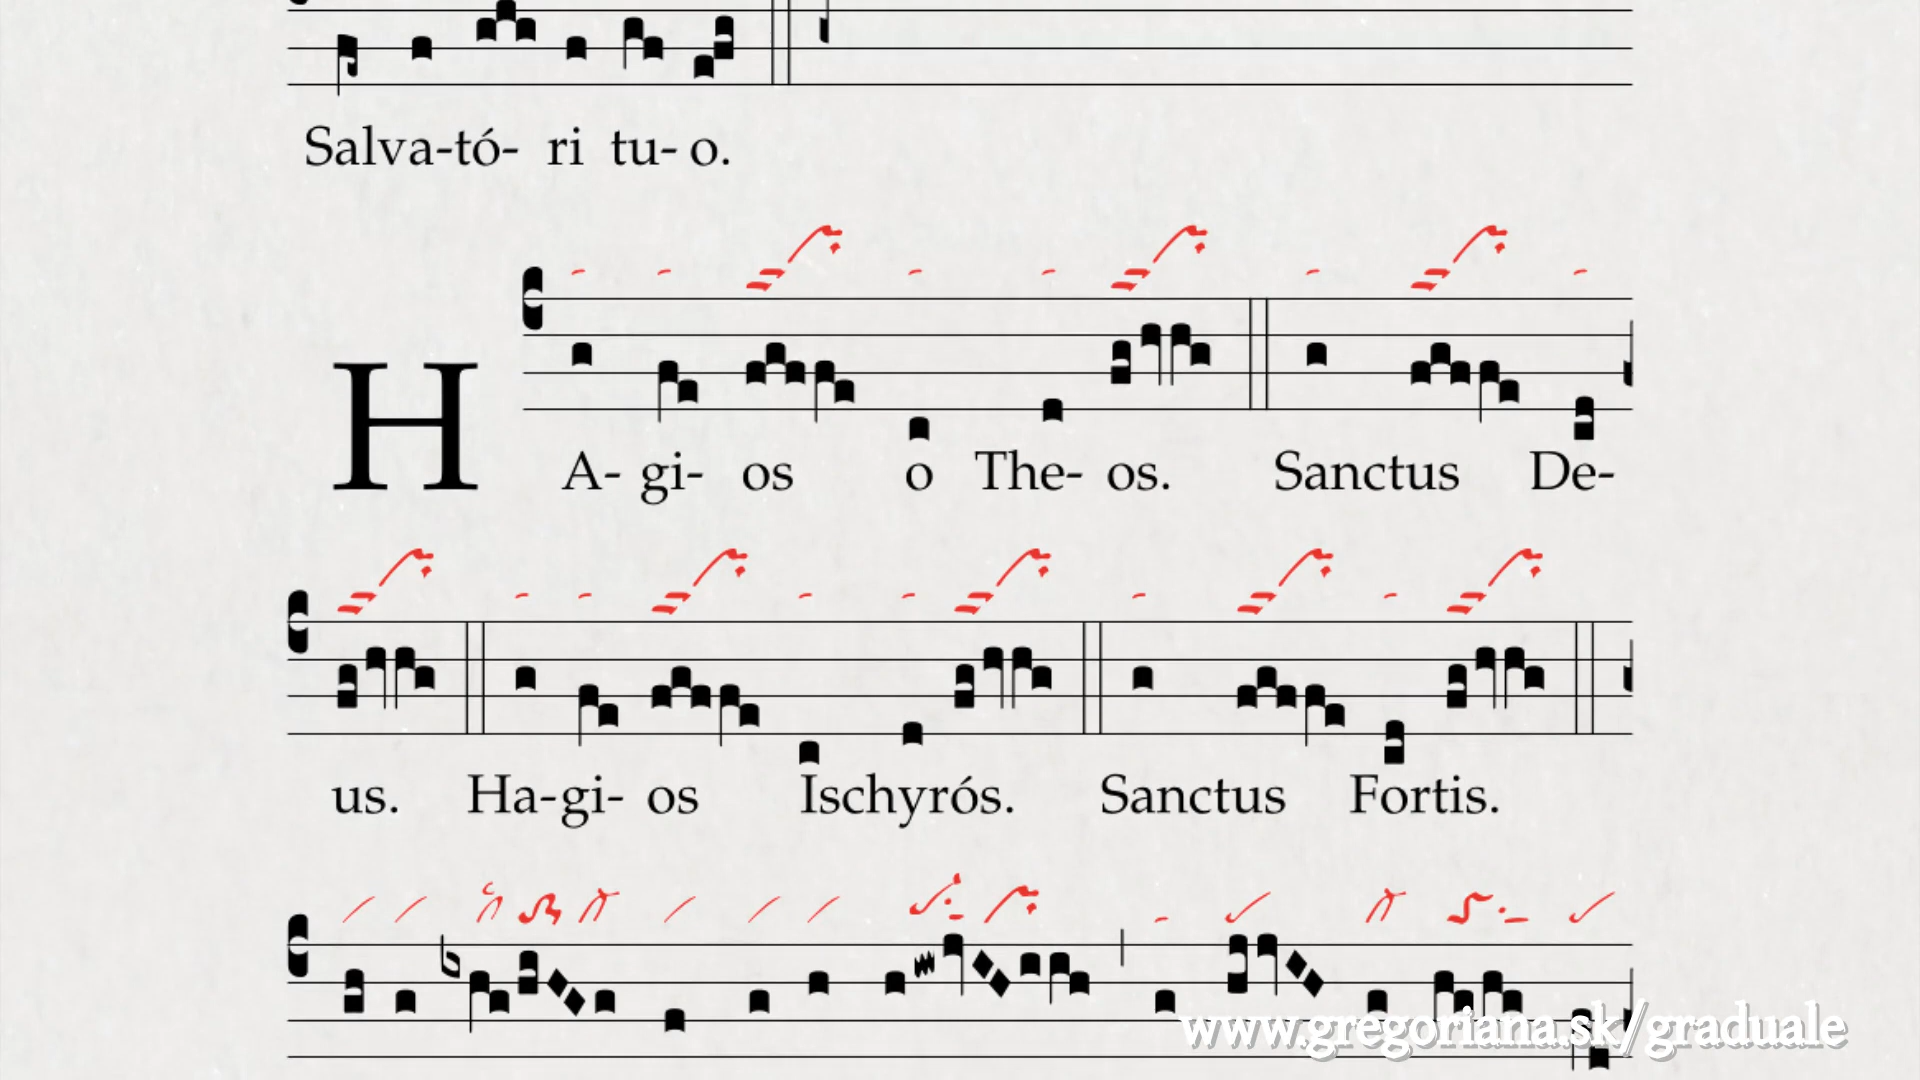 Salva-tó- ri tu- o.
HA- gi- os o The- os. Sanctus De-
us. Ha-gi- os Ischyrós. Sanctus Fortis.
www.gregoriana.sk/graduale